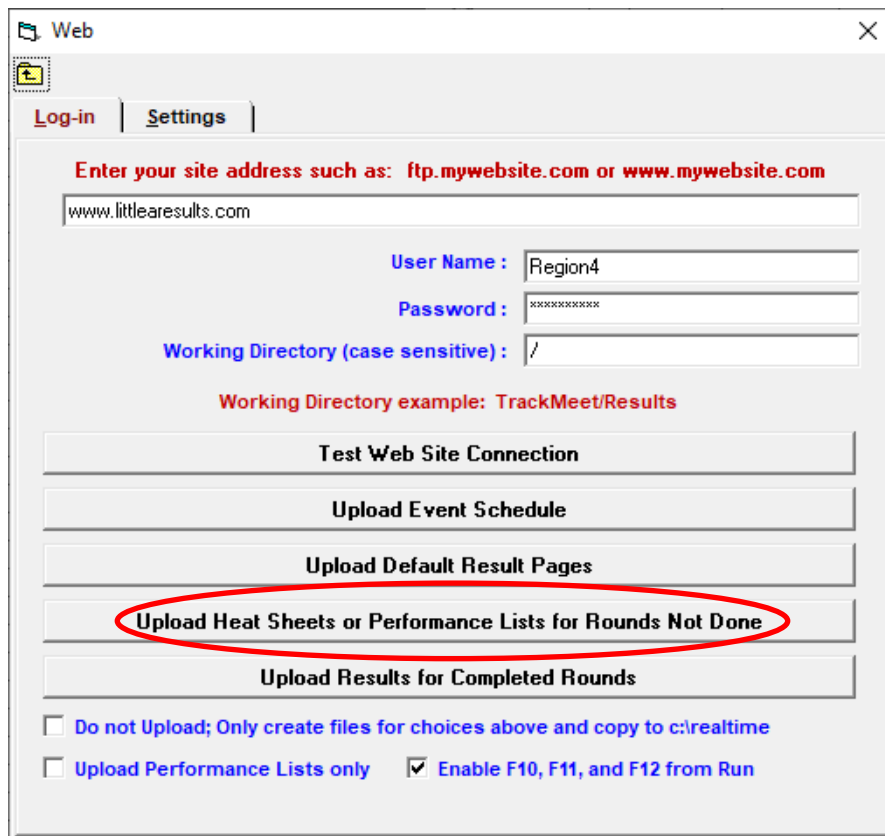 Web
Log-in Settings
Enter your site address such as: ftp.mywebsite.com or www.mywebsite.com
www.littlearesults.com
User Name : Region4
Password : **********
Working Directory (case sensitive) : /
Working Directory example: TrackMeet/Results
Test Web Site Connection
Upload Event Schedule
Upload Default Result Pages
Upload Heat Sheets or Performance Lists for Rounds Not Done
Upload Results for Completed Rounds
Do not Upload; Only create files for choices above and copy to c:\realtime
Upload Performance Lists only Enable F10, F11, and F12 from Run